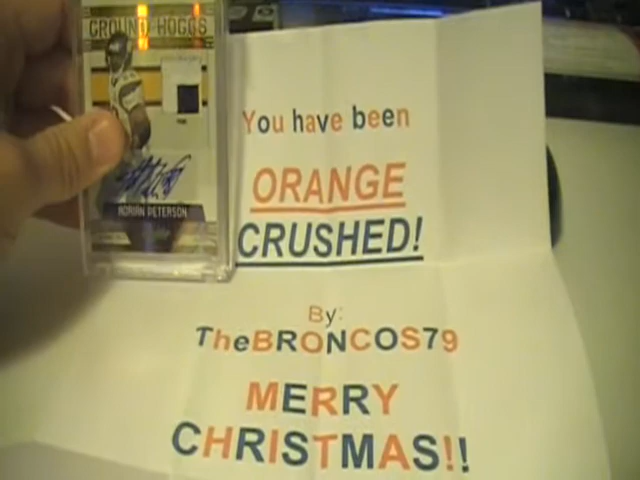 GROUND HOGGS
ADRIAN PETERSON
You have been
ORANGE
CRUSHED!
By:
TheBRONCOS79
MERRY
CHRISTMAS!!